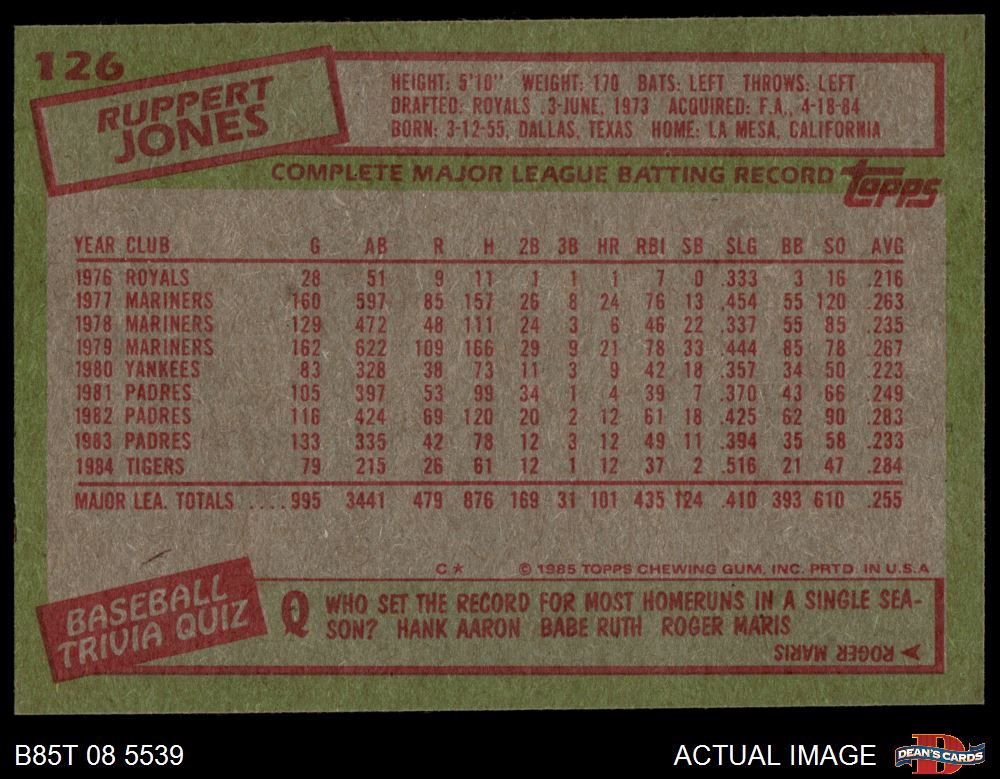 126
RUPPERT
JONES
HEIGHT: 5'10" WEIGHT: 170 BATS: LEFT THROWS: LEFT
DRAFTED: ROYALS .3-JUNE, 1973 ACQUIRED: F.A., 4-18-84
BORN: 3-12-55, DALLAS, TEXAS HOME: LA MESA, CALIFORNIA
COMPLETE MAJOR LEAGUE BATTING RECORD topps
YEAR CLUB G AB R H 2B 3B HR RBI SB SLG BB SO AVG
1976 ROYALS 28 51 9 11 1 1 1 7 0 .333 3 16 .216
1977 MARINERS 160 597 85 157 26 8 24 76 13 .454 55 120 .263
1978 MARINERS 129 472 48 111 24 3 6 46 22 .337 55 85 .235
1979 MARINERS 162 622 109 166 29 9 21 78 33 .444 85 78 .267
1980 YANKEES 83 328 38 73 11 3 9 42 18 .357 34 50 .223
1981 PADRES 105 397 53 99 34 1 4 39 7 .370 43 66 .249
1982 PADRES 116 424 69 120 20 2 12 61 18 .425 62 90 .283
1983 PADRES 133 335 42 78 12 3 12 49 11 .394 35 58 .233
1984 TIGERS 79 215 26 61 12 1 12 37 2 .516 21 47 .284
MAJOR LEA. TOTALS ....995 3441 479 876 169 31 101 435 124 .410 393 610 .255
C* © 1985 TOPPS CHEWING GUM, INC. PRTD. IN U.S.A
BASEBALL
TRIVIA QUIZ
Q WHO SET THE RECORD FOR MOST HOMERUNS IN A SINGLE SEA-
SON? HANK AARON BABE RUTH ROGER MARIS
ROGER MARIS
B85T 08 5539 ACTUAL IMAGE D DEAN'S CARDS